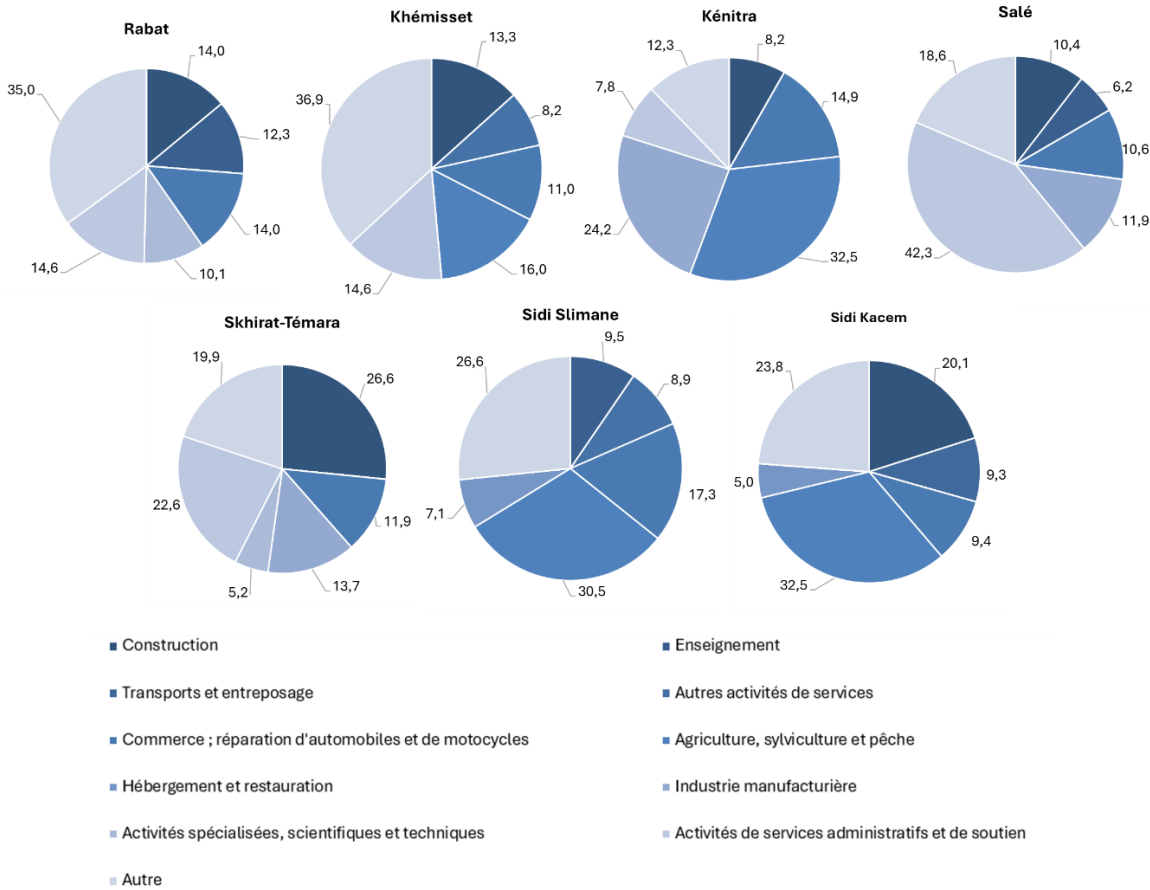 Rabat
14,0
12,3
14,0
10,1
14,6
35,0
Khémisset
13,3
8,2
11,0
16,0
14,6
36,9
Kénitra
8,2
14,9
32,5
24,2
7,8
12,3
Salé
10,4
6,2
10,6
11,9
42,3
18,6
Skhirat-Témara
26,6
11,9
13,7
5,2
22,6
19,9
Sidi Slimane
9,5
8,9
17,3
30,5
7,1
26,6
Sidi Kacem
20,1
9,3
9,4
32,5
5,0
23,8
Construction
Enseignement
Transports et entreposage
Autres activités de services
Commerce ; réparation d'automobiles et de motocycles
Agriculture, sylviculture et pêche
Hébergement et restauration
Industrie manufacturière
Activités spécialisées, scientifiques et techniques
Activités de services administratifs et de soutien
Autre